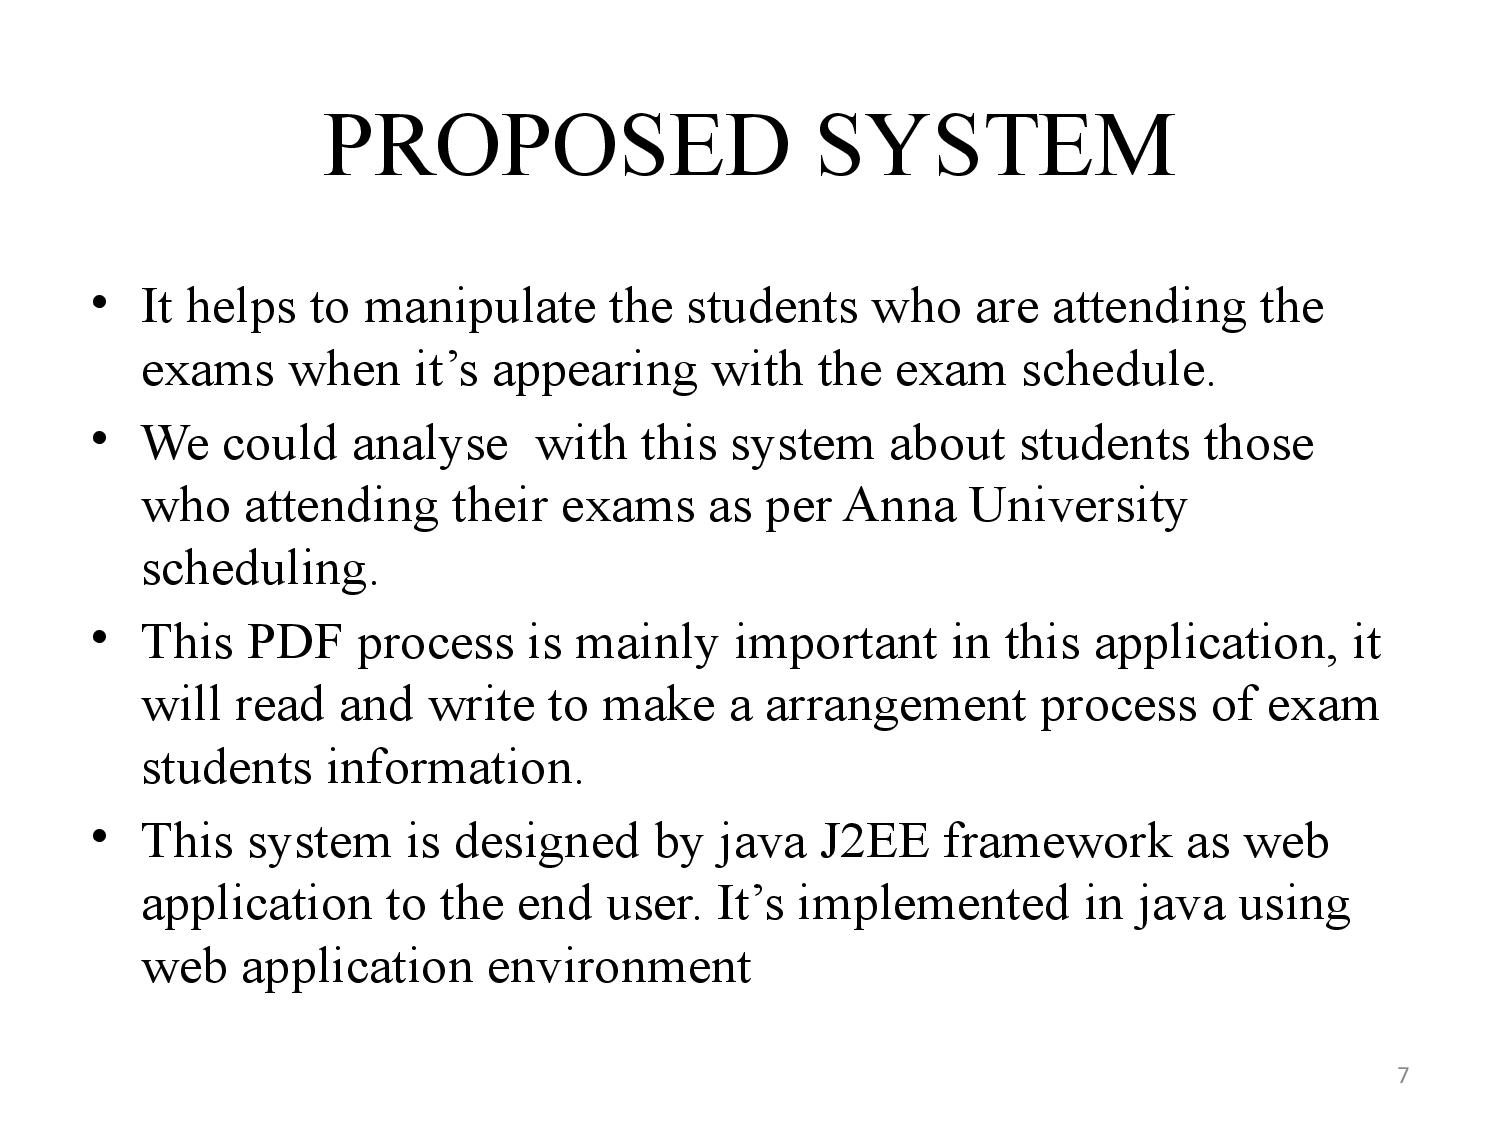 PROPOSED SYSTEM
• It helps to manipulate the students who are attending the
exams when it’s appearing with the exam schedule.
• We could analyse  with this system about students those
who attending their exams as per Anna University
scheduling.
• This PDF process is mainly important in this application, it
will read and write to make a arrangement process of exam
students information.
• This system is designed by java J2EE framework as web
application to the end user. It’s implemented in java using
web application environment
7